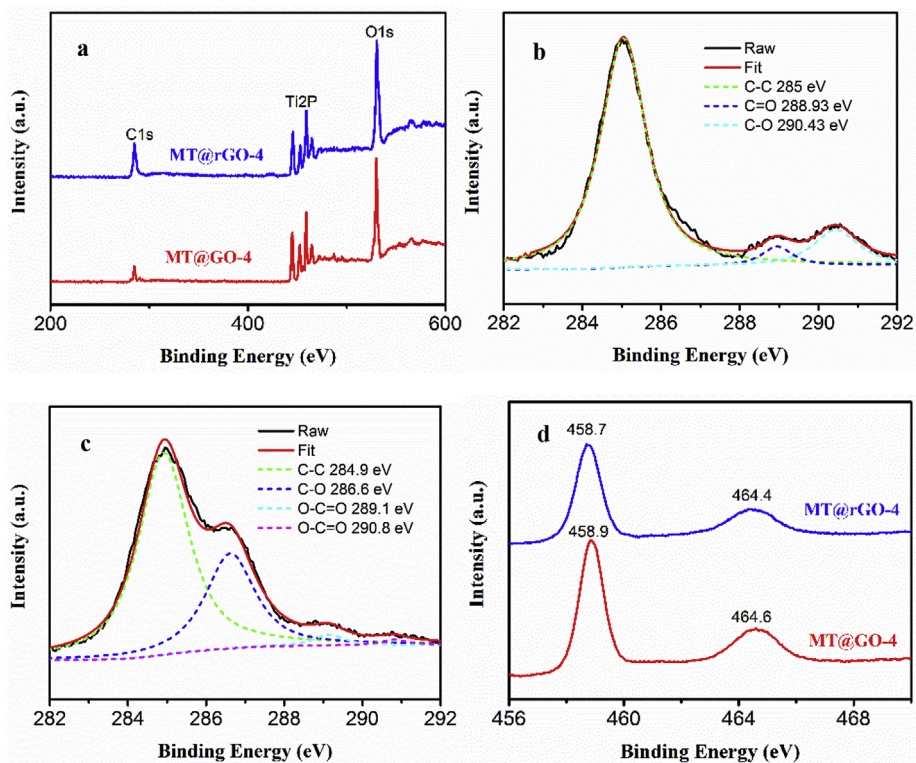 a
O1s
Ti2P
C1s
MT@rGO-4
MT@GO-4
Intensity (a.u.)
200 400 600
Binding Energy (eV)
b
Raw
Fit
C-C 285 eV
C=O 288.93 eV
C-O 290.43 eV
Intensity (a.u.)
282 284 286 288 290 292
Binding Energy (eV)
c
Raw
Fit
C-C 284.9 eV
C-O 286.6 eV
O-C=O 289.1 eV
O-C=O 290.8 eV
Intensity (a.u.)
282 284 286 288 290 292
Binding Energy (eV)
d
458.7
464.4
MT@rGO-4
458.9
464.6
MT@GO-4
Intensity (a.u.)
456 460 464 468
Binding Energy (eV)